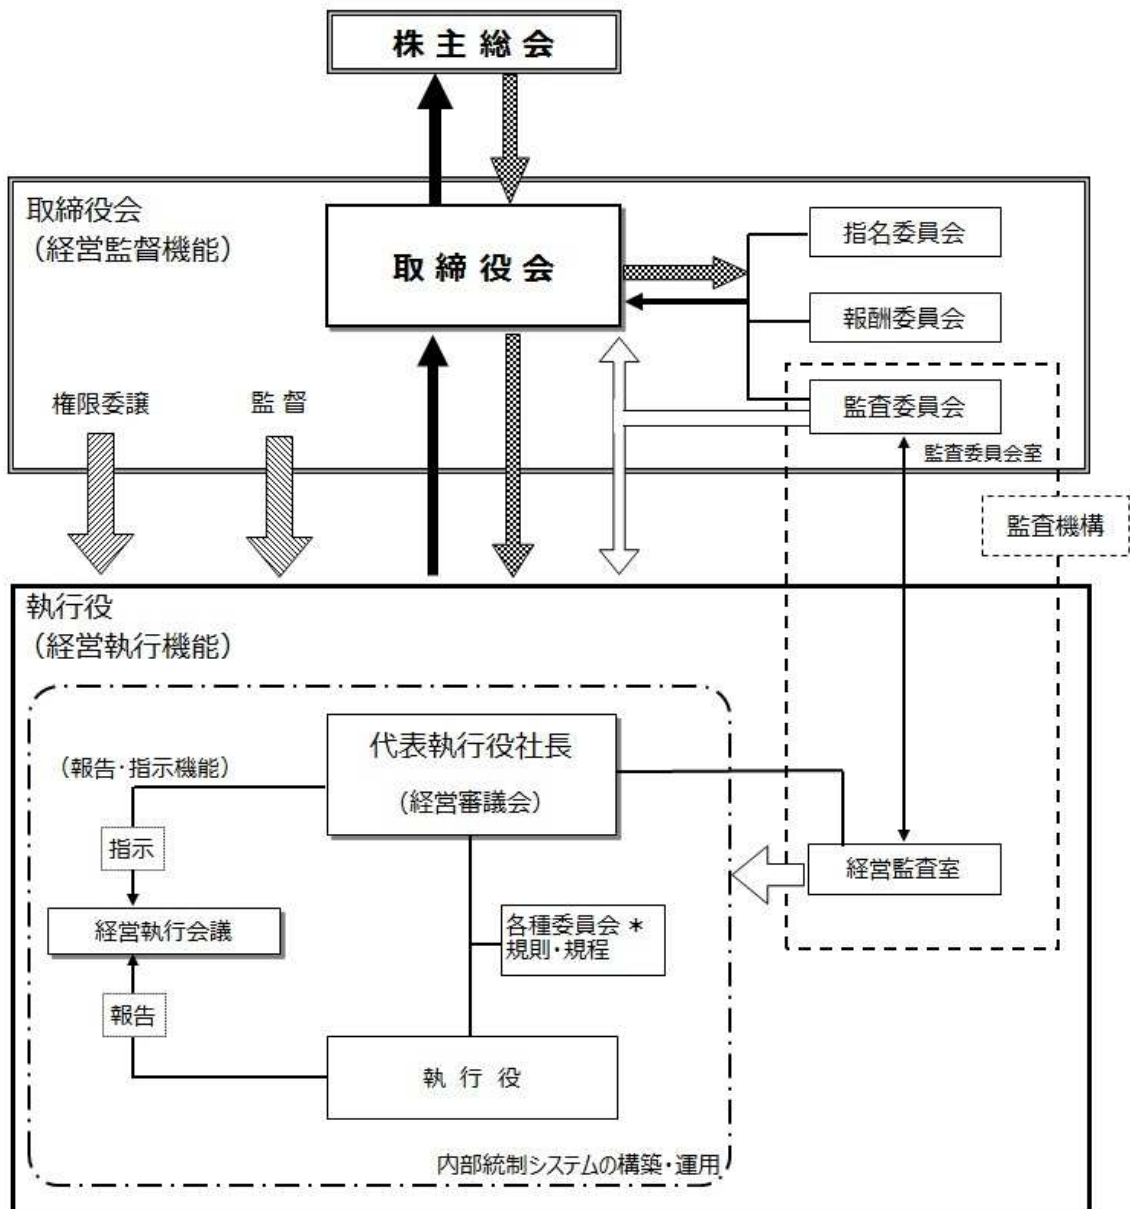 株主総会
取締役会
（経営監督機能）
取締役会
指名委員会
報酬委員会
監査委員会
監査委員会室
権限委譲
監督
監査機構
執行役
（経営執行機能）
代表執行役社長
（経営審議会）
（報告・指示機能）
指示
経営監査室
経営執行会議
各種委員会＊
規則・規程
報告
執行役
内部統制システムの構築・運用